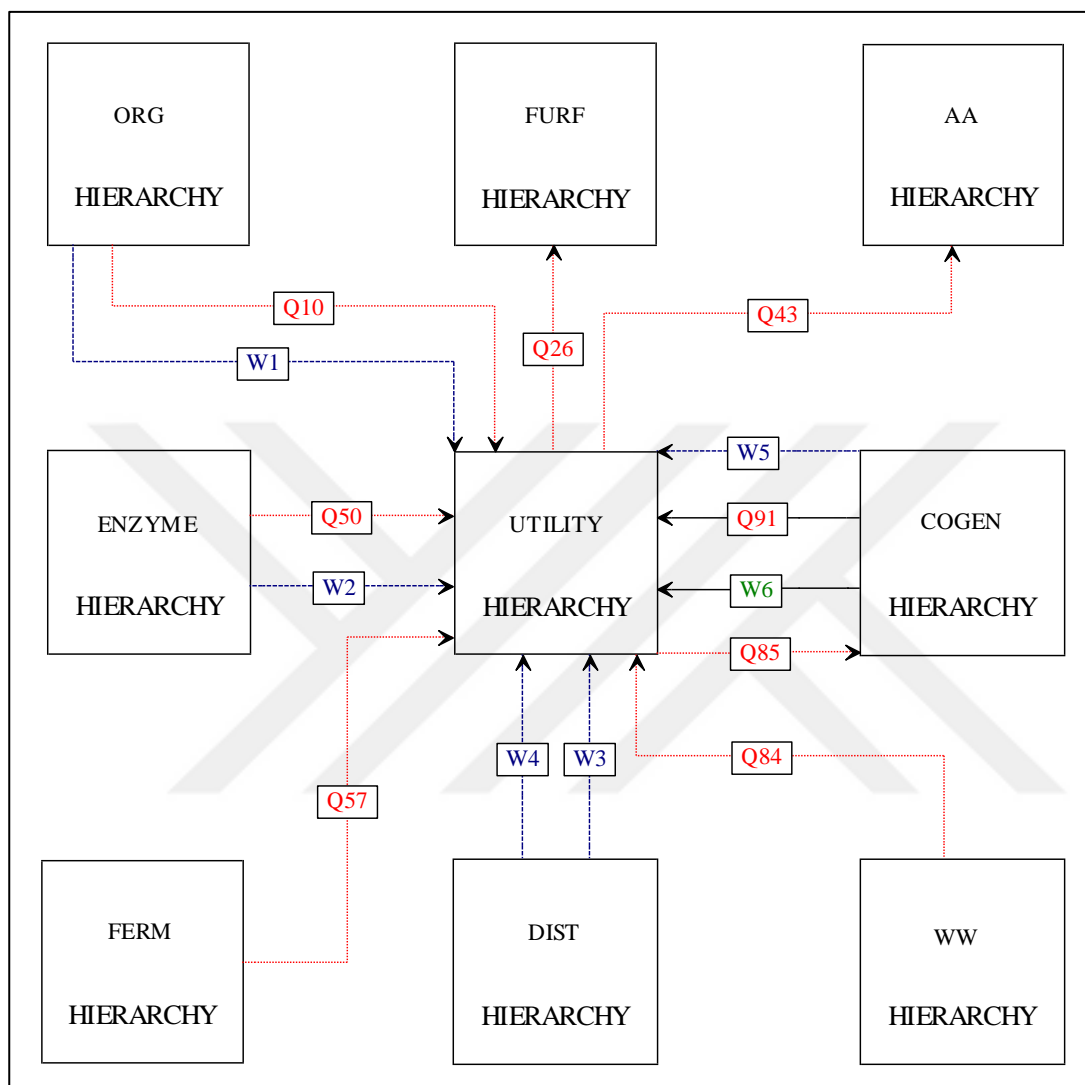 ORG
HIERARCHY
FURF
HIERARCHY
AA
HIERARCHY
Q10
Q43
Q26
W1
W5
ENZYME
HIERARCHY
Q50
W2
UTILITY
HIERARCHY
Q91
W6
COGEN
HIERARCHY
Q85
W4
W3
Q84
Q57
FERM
HIERARCHY
DIST
HIERARCHY
WW
HIERARCHY